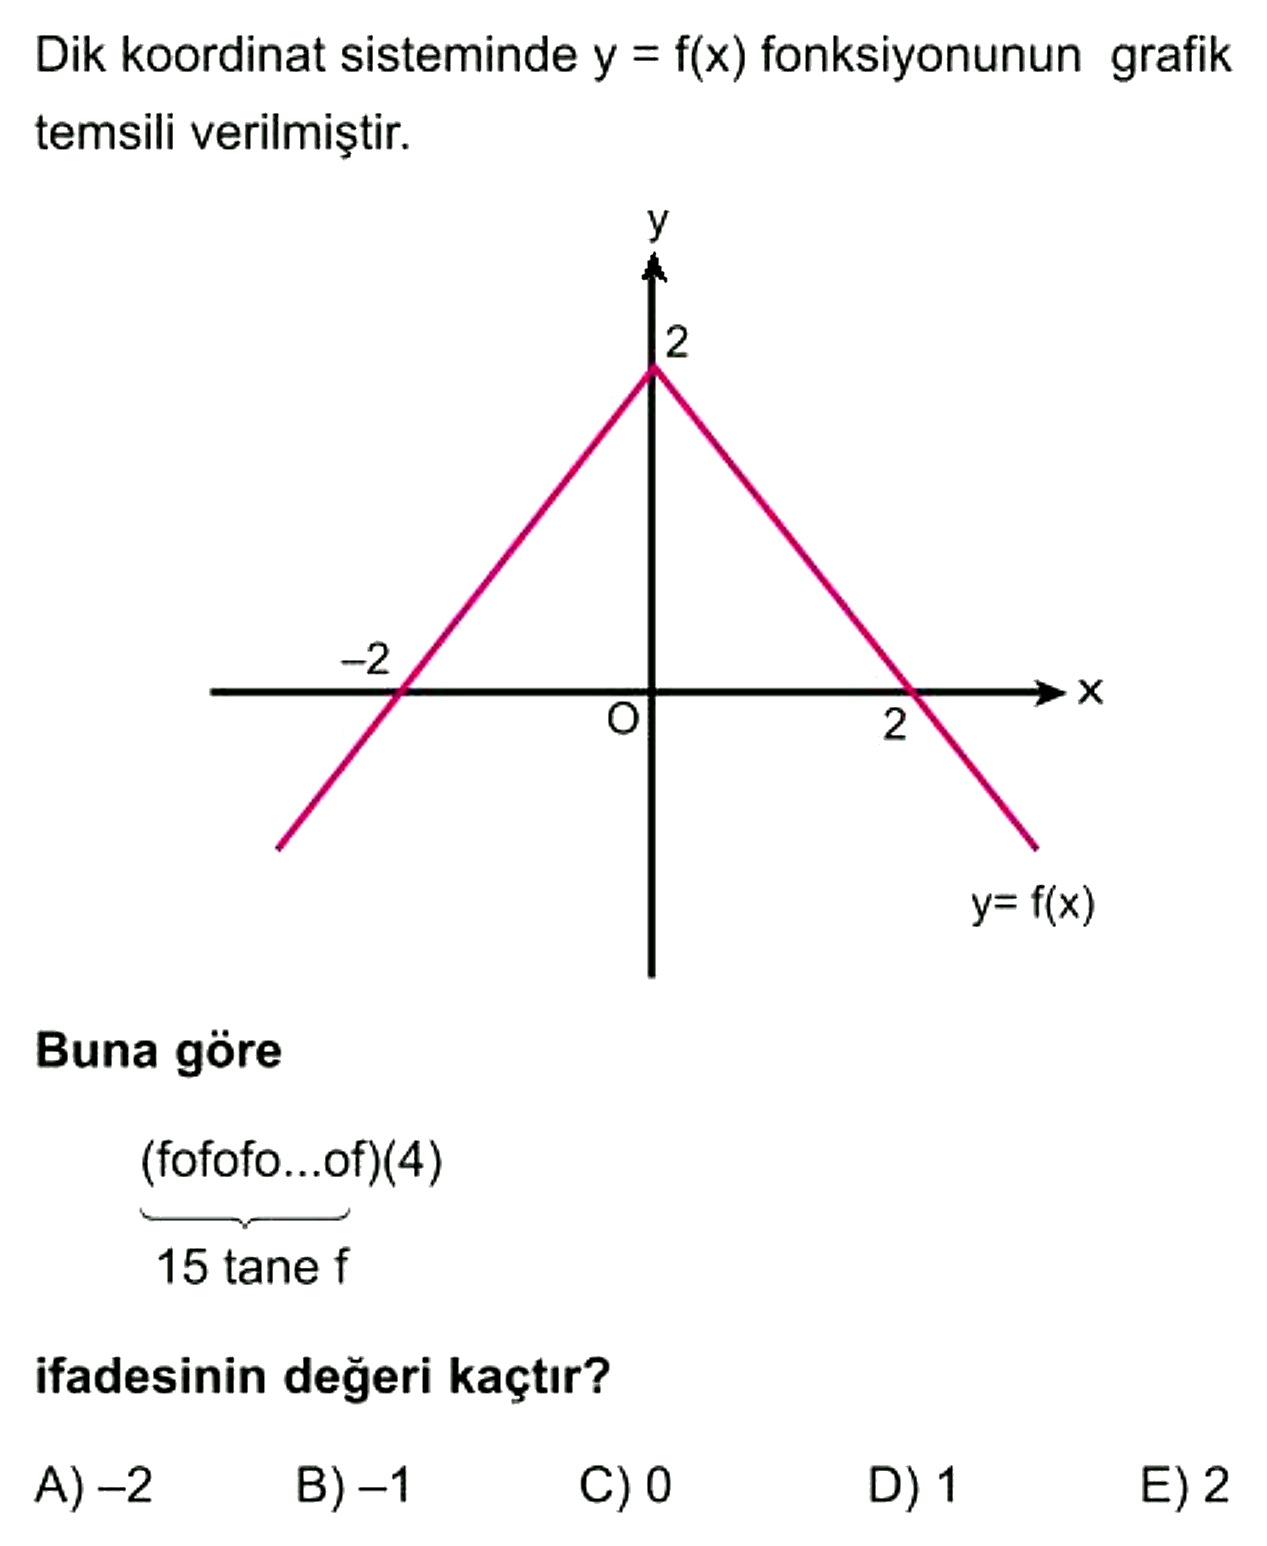 Dik koordinat sisteminde y = f(x) fonksiyonunun grafik
temsili verilmiştir.
y
2
–2
x
O
2
y= f(x)
Buna göre
(fofofo...of)(4)
15 tane f
ifadesinin değeri kaçtır?
A) –2 B) –1 C) 0 D) 1 E) 2